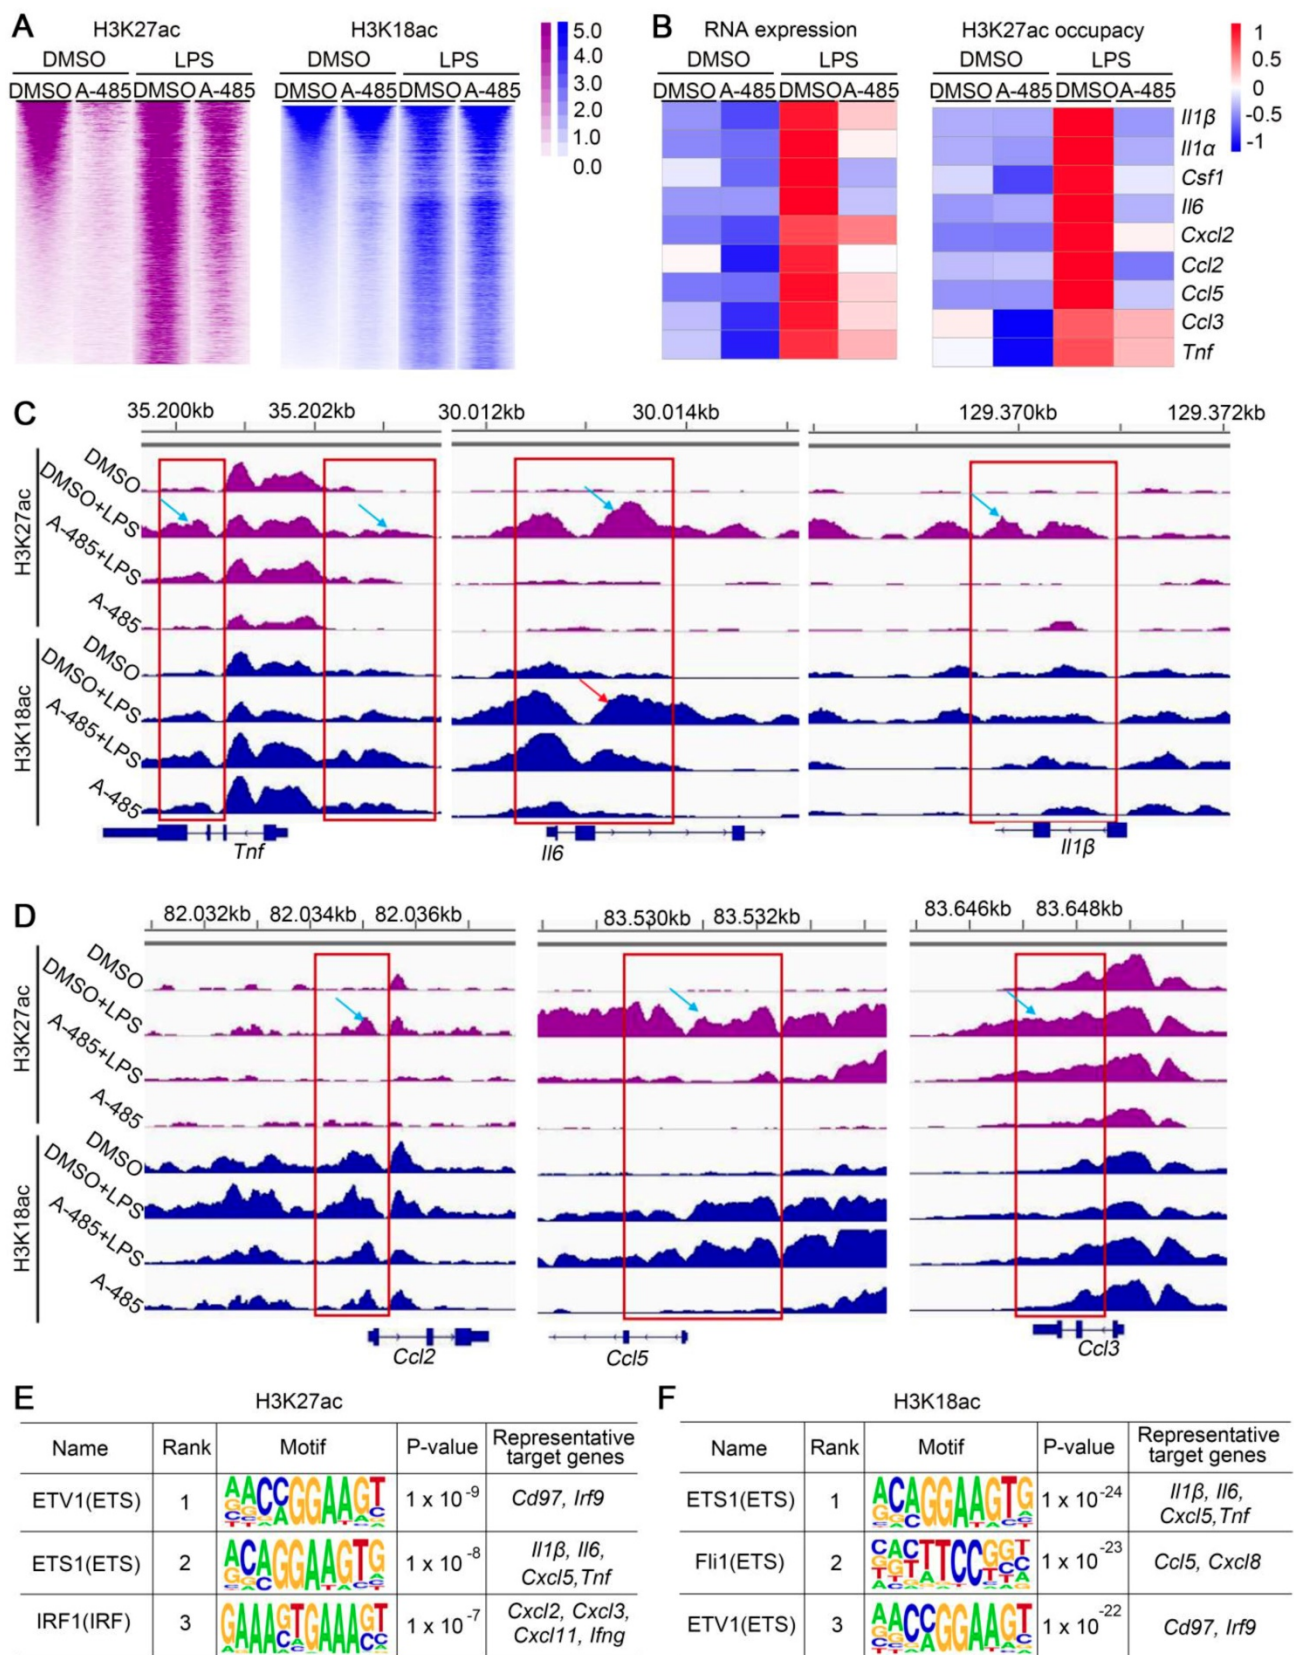 A
H3K27ac
H3K18ac
DMSO LPS DMSO LPS
DMSO A-485 DMSO A-485 DMSO A-485 DMSO A-485
5.0
4.0
3.0
2.0
1.0
0.0
B
RNA expression
H3K27ac occupancy
DMSO LPS DMSO LPS
DMSO A-485 DMSO A-485 DMSO A-485 DMSO A-485
1
0.5
0
-0.5
-1
Il1β
Il1α
Csf1
Il6
Cxcl2
Ccl2
Ccl5
Ccl3
Tnf
C
35.200kb 35.202kb 30.012kb 30.014kb 129.370kb 129.372kb
H3K27ac
DMSO
DMSO+LPS
A-485+LPS
A-485
H3K18ac
DMSO
DMSO+LPS
A-485+LPS
A-485
Tnf Il6 Il1β
D
82.032kb 82.034kb 82.036kb 83.530kb 83.532kb 83.646kb 83.648kb
H3K27ac
DMSO
DMSO+LPS
A-485+LPS
A-485
H3K18ac
DMSO
DMSO+LPS
A-485+LPS
A-485
Ccl2 Ccl5 Ccl3
E
H3K27ac
Name Rank Motif P-value Representative target genes
ETV1(ETS) 1 1 x 10-9 Cd97, Irf9
ETS1(ETS) 2 1 x 10-8 Il1β, Il6,
Cxcl5,Tnf
IRF1(IRF) 3 1 x 10-7 Cxcl2, Cxcl3,
Cxcl11, Ifng
F
H3K18ac
Name Rank Motif P-value Representative target genes
ETS1(ETS) 1 1 x 10-24 Il1β, Il6,
Cxcl5,Tnf
Fli1(ETS) 2 1 x 10-23 Ccl5, Cxcl8
ETV1(ETS) 3 1 x 10-22 Cd97, Irf9